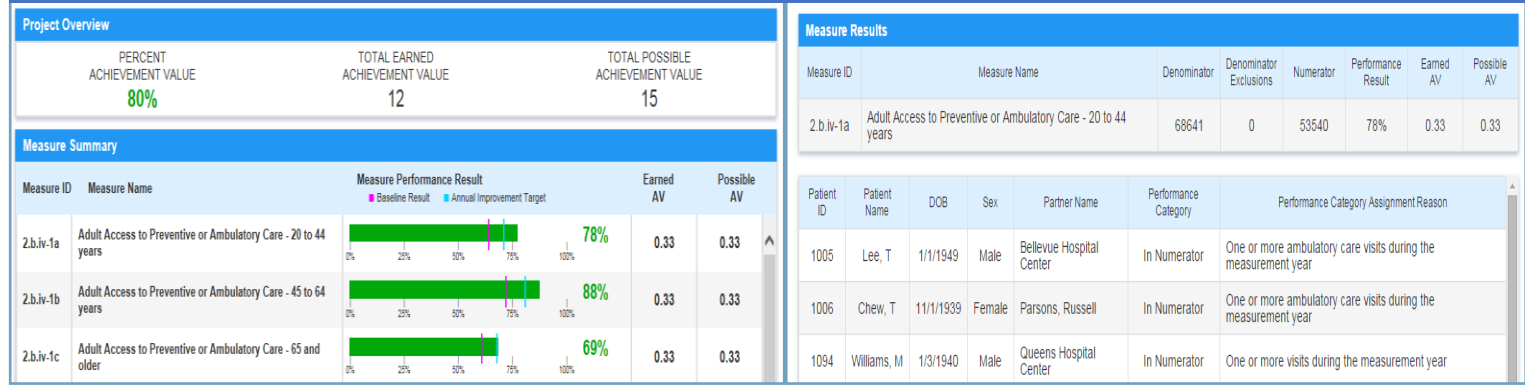 Project Overview
PERCENT
ACHIEVEMENT VALUE
80%
TOTAL EARNED
ACHIEVEMENT VALUE
12
TOTAL POSSIBLE
ACHIEVEMENT VALUE
15
Measure Summary
Measure ID Measure Name Measure Performance Result Earned AV Possible AV
Baseline Result Annual Improvement Target
2.b.iv-1a Adult Access to Preventive or Ambulatory Care - 20 to 44 years 78% 0.33 0.33
0% 25% 50% 75% 100%
2.b.iv-1b Adult Access to Preventive or Ambulatory Care - 45 to 64 years 88% 0.33 0.33
0% 25% 50% 75% 100%
2.b.iv-1c Adult Access to Preventive or Ambulatory Care - 65 and older 69% 0.33 0.33
0% 25% 50% 75% 100%
Measure Results
Measure ID Measure Name Denominator Denominator Exclusions Numerator Performance Result Earned AV Possible AV
2.b.iv-1a Adult Access to Preventive or Ambulatory Care - 20 to 44 years 68641 0 53540 78% 0.33 0.33
Patient ID Patient Name DOB Sex Partner Name Performance Category Performance Category Assignment Reason
1005 Lee, T 1/1/1949 Male Bellevue Hospital Center In Numerator One or more ambulatory care visits during the measurement year
1006 Chew, T 11/1/1939 Female Parsons, Russell In Numerator One or more ambulatory care visits during the measurement year
1094 Williams, M 1/3/1940 Male Queens Hospital Center In Numerator One or more visits during the measurement year